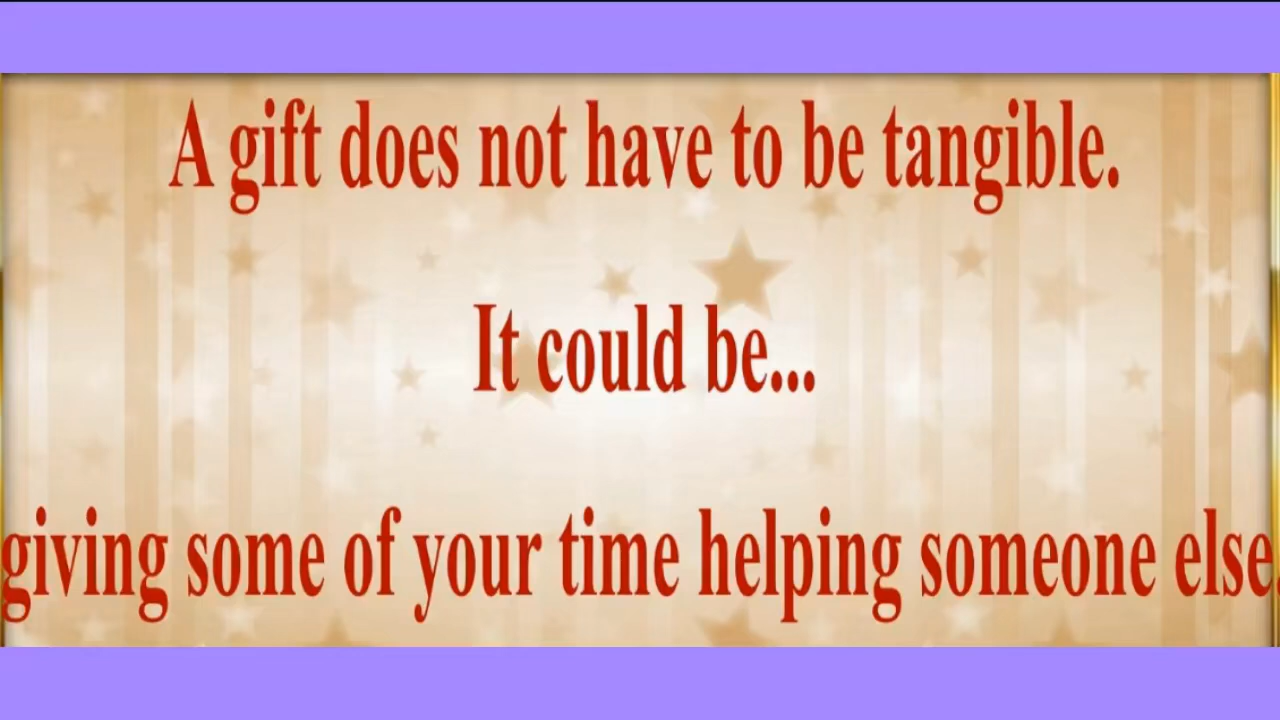 A gift does not have to be tangible.
It could be...
giving some of your time helping someone else.